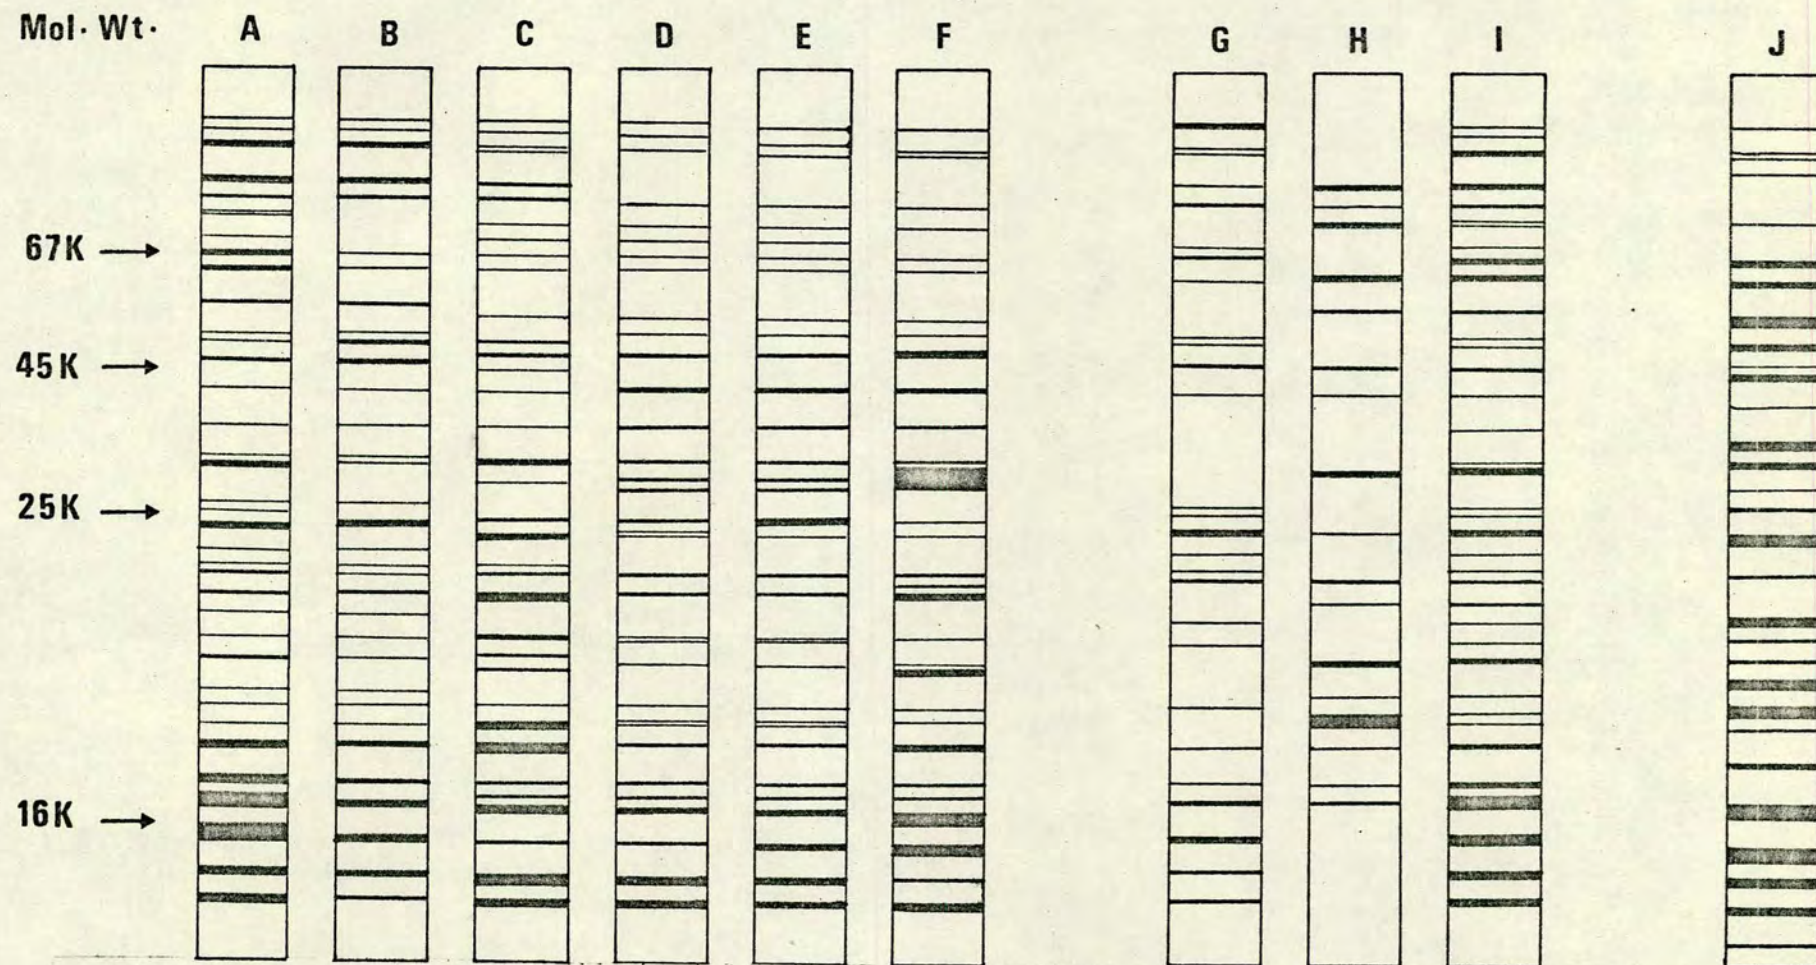 Mol. Wt. A B C D E F G H I J
67K →
45K →
25K →
16K →